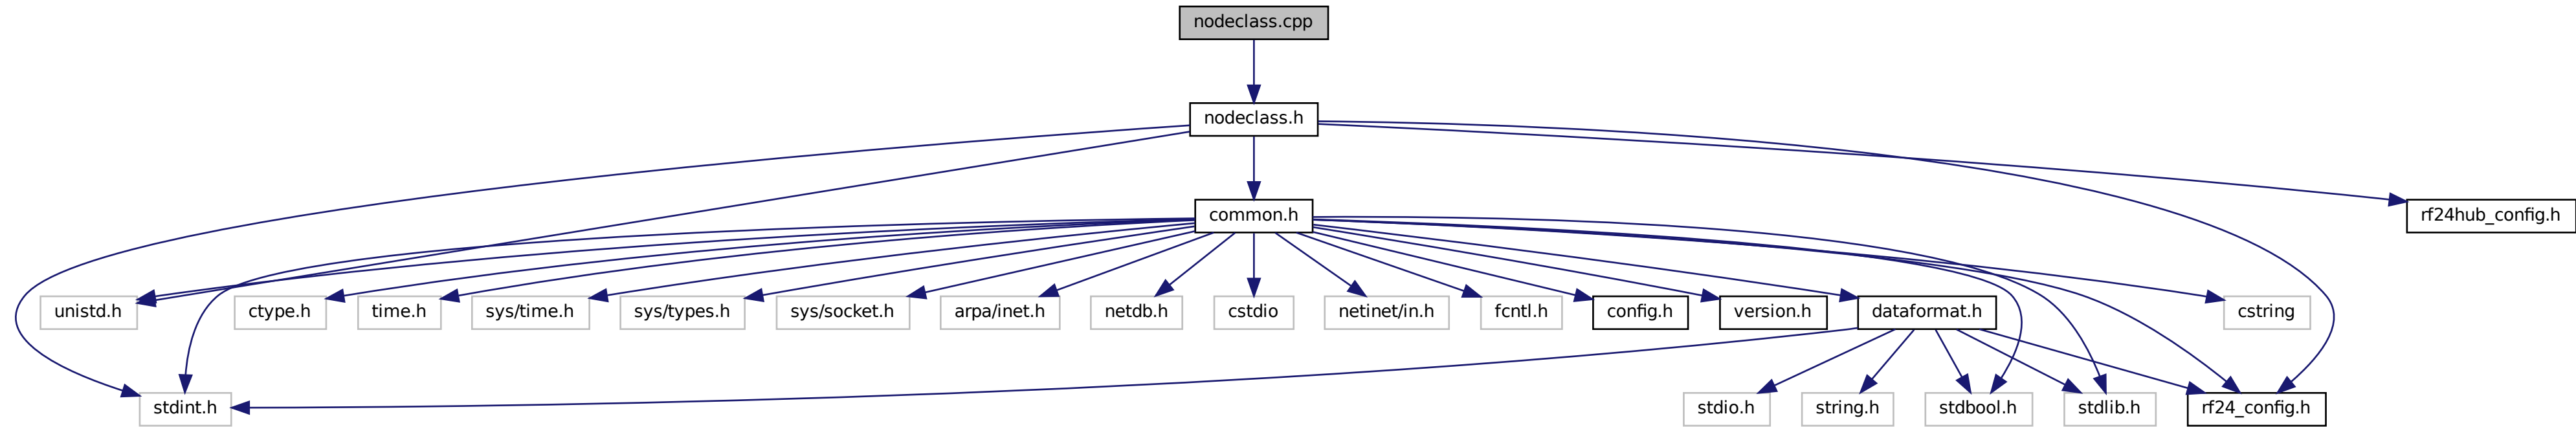 nodeclass.cpp
nodeclass.h
common.h
rf24hub_config.h
unistd.h
ctype.h
time.h
sys/time.h
sys/types.h
sys/socket.h
arpa/inet.h
netdb.h
cstdio
netinet/in.h
fcntl.h
config.h
version.h
dataformat.h
cstring
stdint.h
stdio.h
string.h
stdbool.h
stdlib.h
rf24_config.h